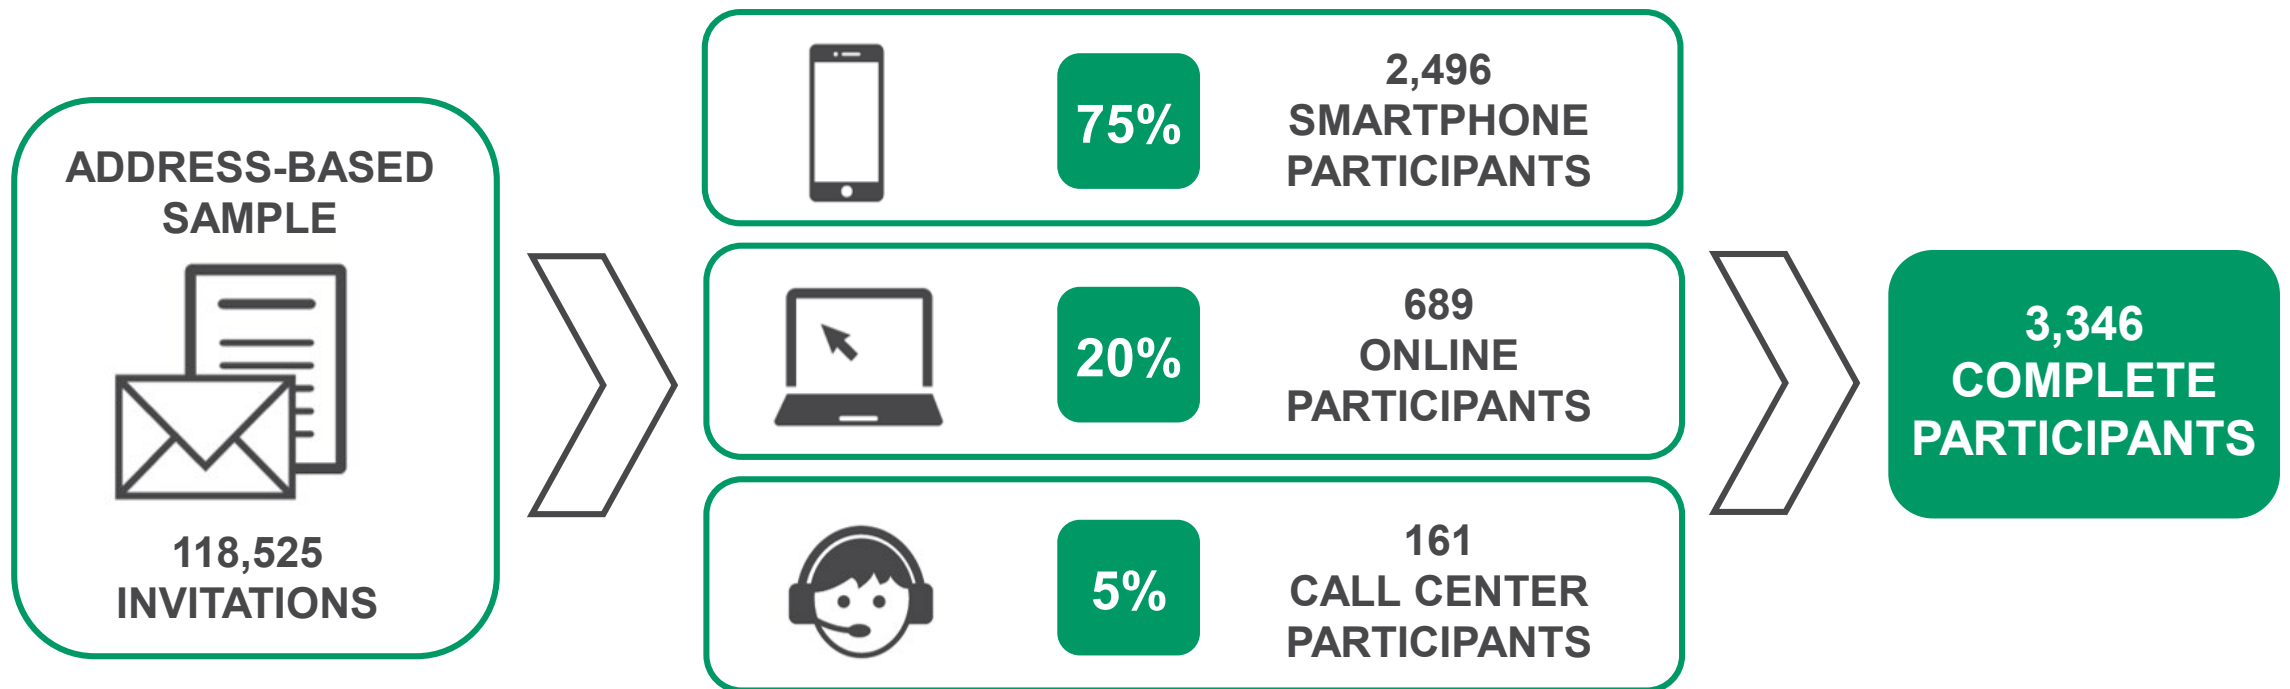 ADDRESS-BASED
SAMPLE
118,525
INVITATIONS
75%
2,496
SMARTPHONE
PARTICIPANTS
20%
689
ONLINE
PARTICIPANTS
5%
161
CALL CENTER
PARTICIPANTS
3,346
COMPLETE
PARTICIPANTS